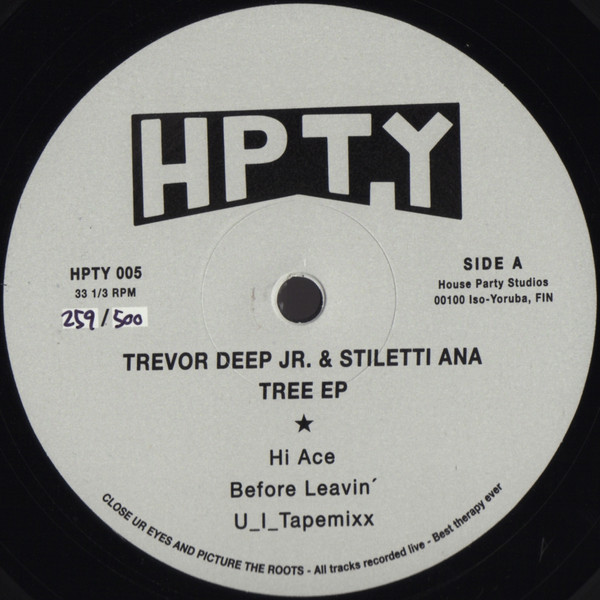 HPTY
HPTY 005
33 1/3 RPM
259/500
SIDE A
House Party Studios
00100 Iso-Yoruba, FIN
TREVOR DEEP JR. & STILETTI ANA
TREE EP
★
Hi Ace
Before Leavin´
U_I_Tapemixx
CLOSE UR EYES AND PICTURE THE ROOTS - All tracks recorded live - Best therapy ever